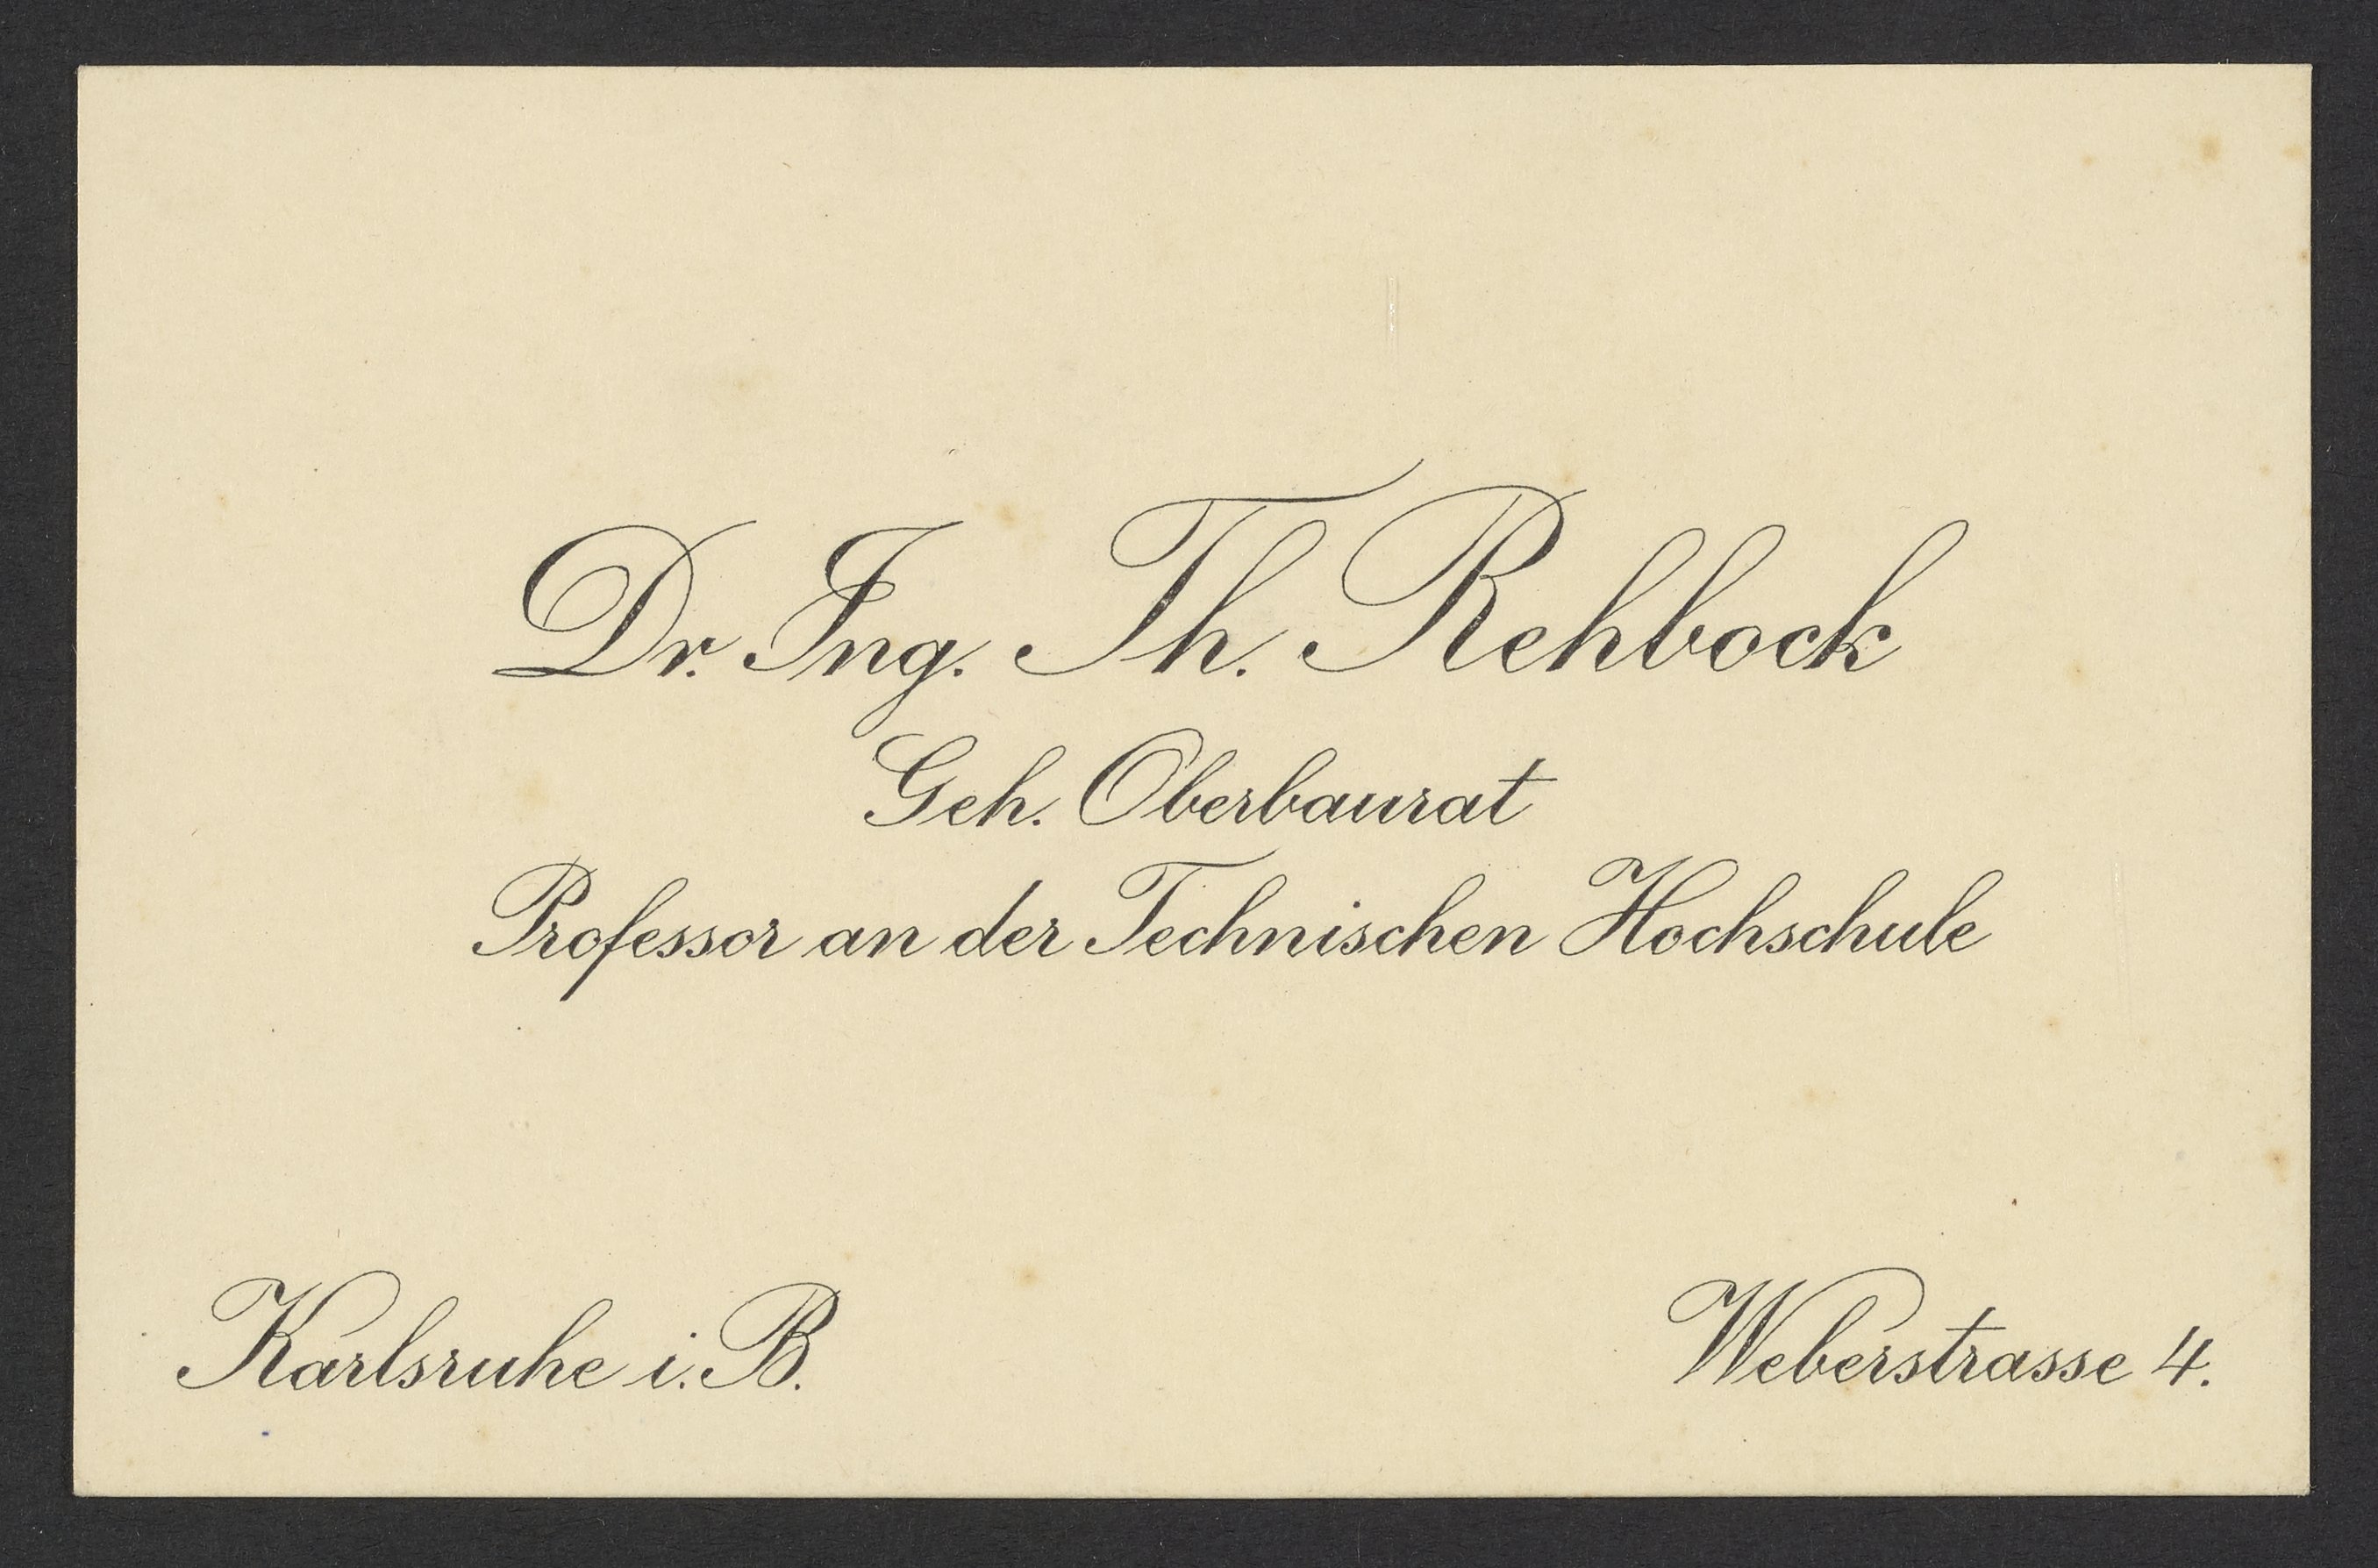 Dr. Ing. Th. Rehbock
Geh. Oberbaurat
Professor an der Technischen Hochschule
Karlsruhe i. B.
Weberstrasse 4.